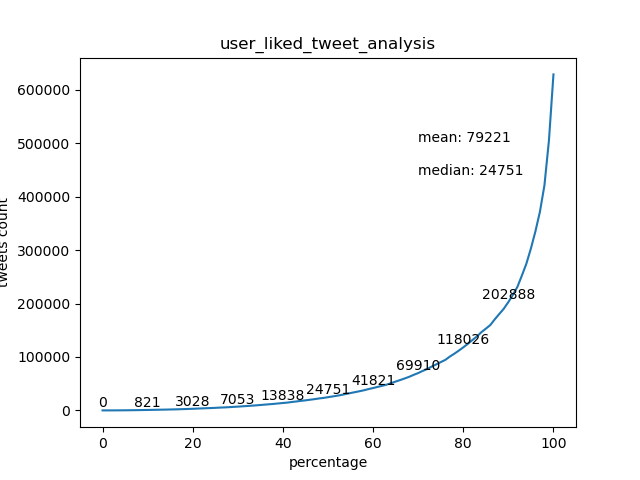 user_liked_tweet_analysis
600000
500000
400000
300000
200000
100000
0
tweets count
mean: 79221
median: 24751
0 821 3028 7053 13838 24751 41821 69910 118026 202888
0 20 40 60 80 100
percentage